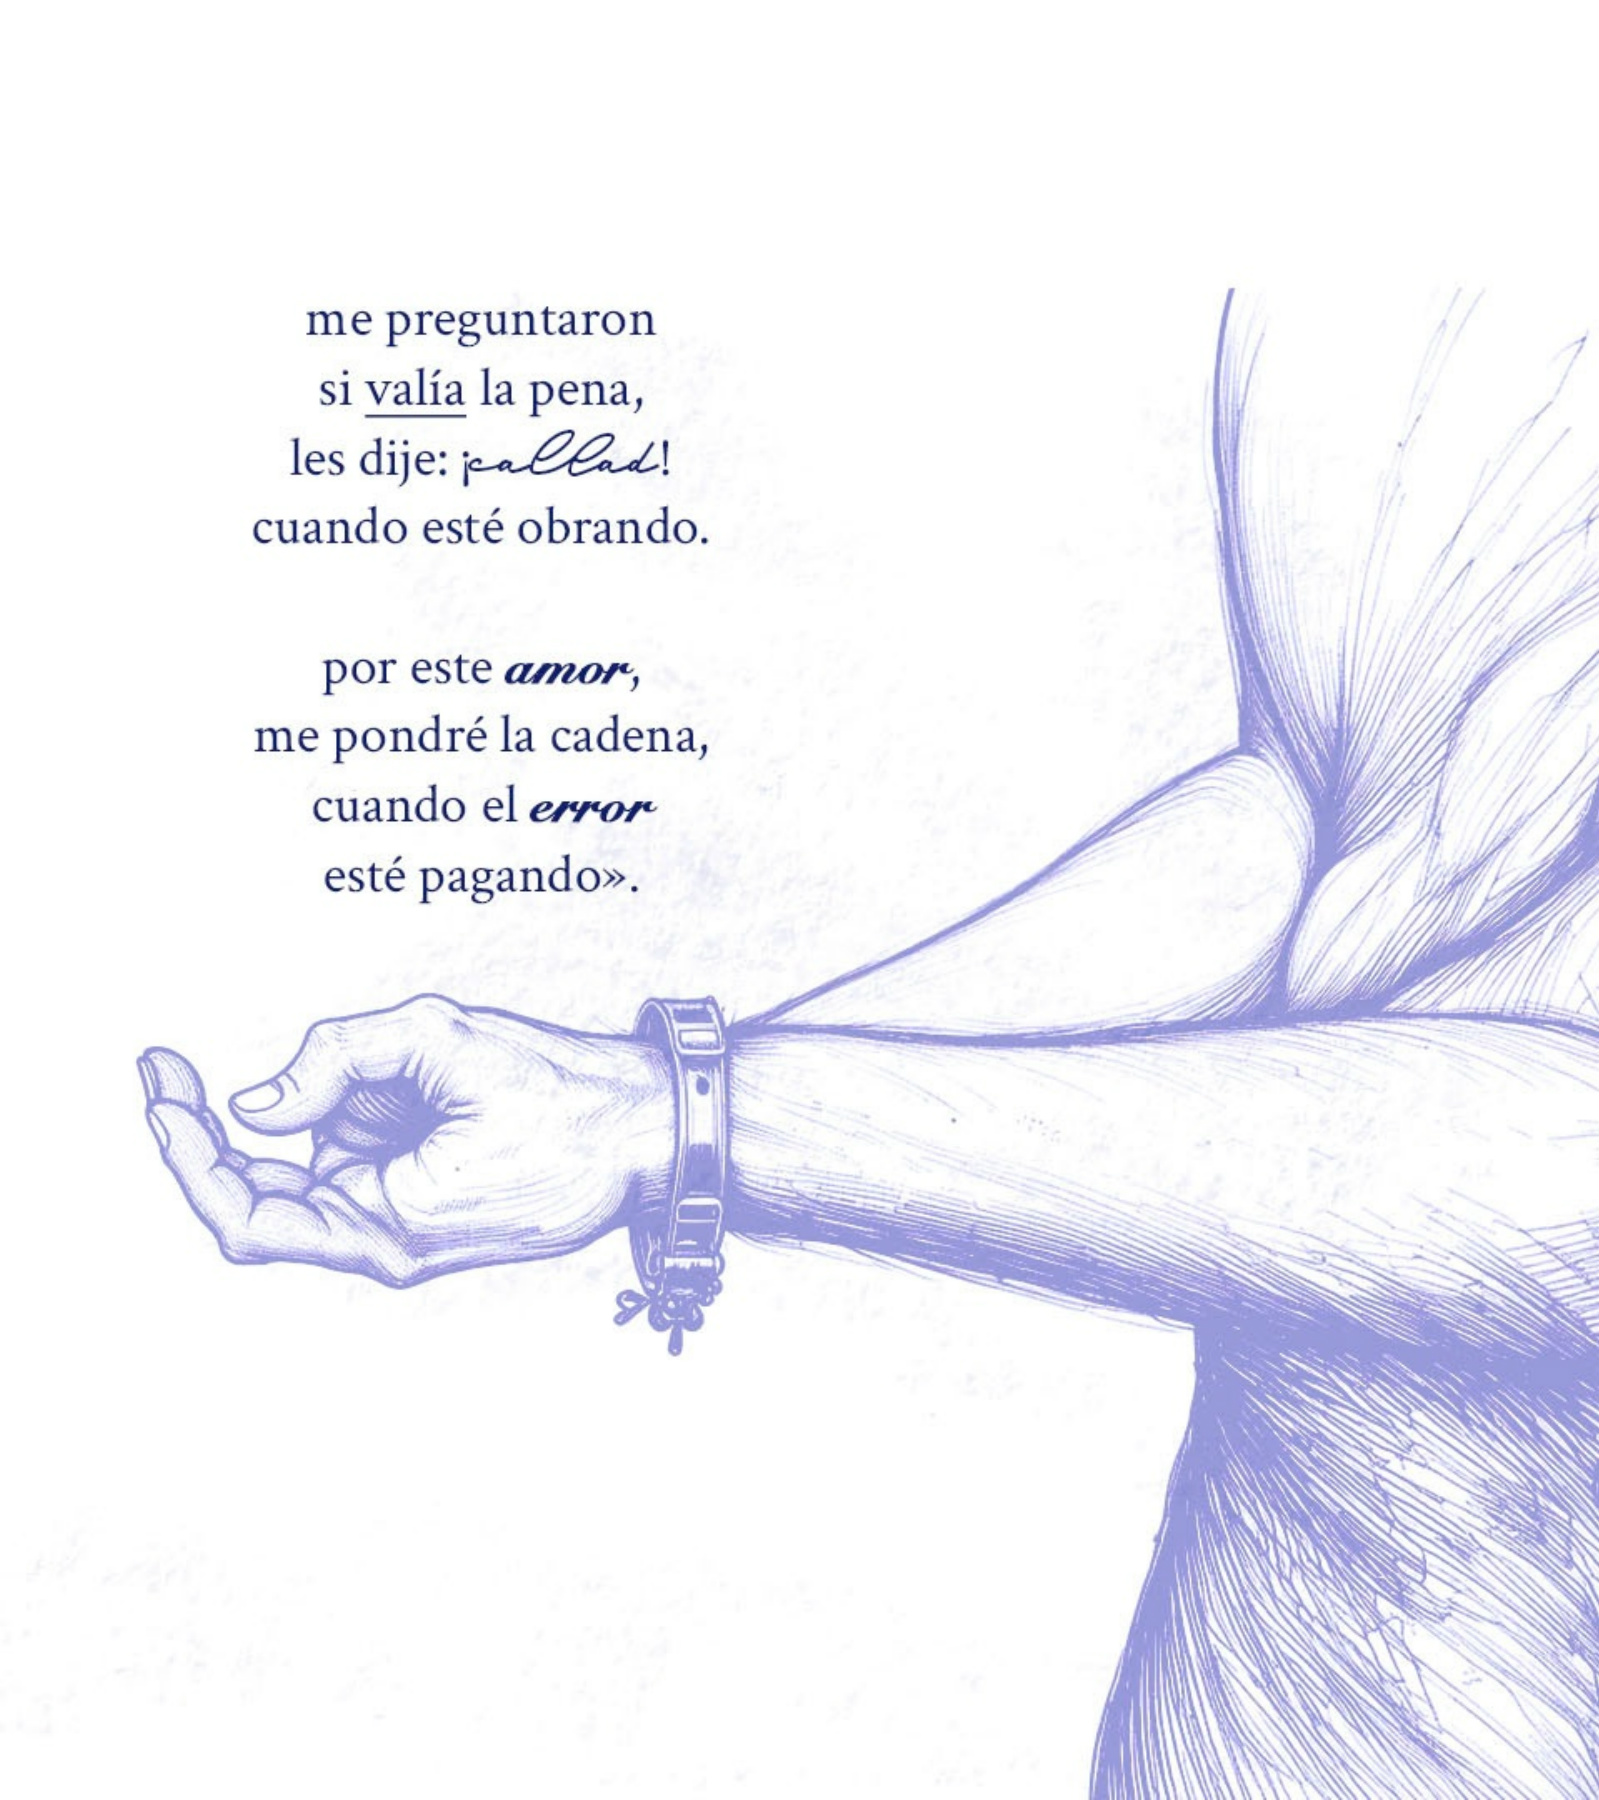 me preguntaron
si valía la pena,
les dije: ¡callad!
cuando esté obrando.
por este amor,
me pondré la cadena,
cuando el error
esté pagando».